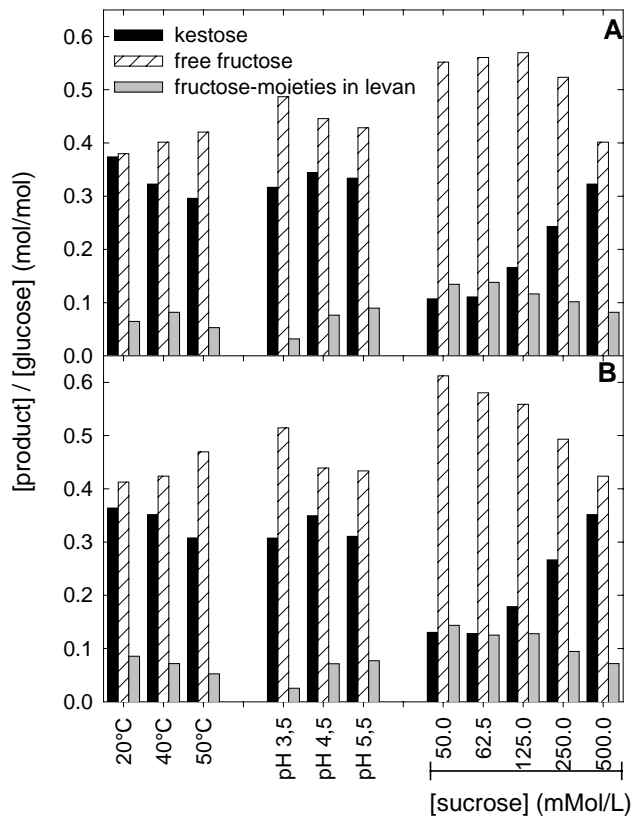 A
kestose
free fructose
fructose-moieties in levan
0.6
0.5
0.4
0.3
0.2
0.1
0.0
B
0.6
0.5
0.4
0.3
0.2
0.1
0.0
[product] / [glucose] (mol/mol)
20°C
40°C
50°C
pH 3,5
pH 4,5
pH 5,5
50.0
62.5
125.0
250.0
500.0
[sucrose] (mMol/L)